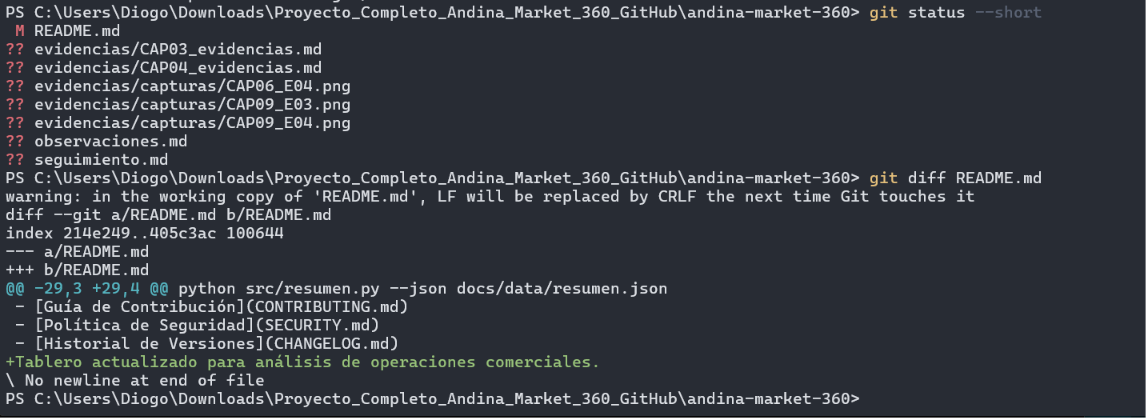 PS C:\Users\Diogo\Downloads\Proyecto_Completo_Andina_Market_360_GitHub\andina-market-360> git status --short
 M README.md
?? evidencias/CAP03_evidencias.md
?? evidencias/CAP04_evidencias.md
?? evidencias/capturas/CAP06_E04.png
?? evidencias/capturas/CAP09_E03.png
?? evidencias/capturas/CAP09_E04.png
?? observaciones.md
?? seguimiento.md
PS C:\Users\Diogo\Downloads\Proyecto_Completo_Andina_Market_360_GitHub\andina-market-360> git diff README.md
warning: in the working copy of 'README.md', LF will be replaced by CRLF the next time Git touches it
diff --git a/README.md b/README.md
index 214e249..405c3ac 100644
--- a/README.md
+++ b/README.md
@@ -29,3 +29,4 @@ python src/resumen.py --json docs/data/resumen.json
 - [Guía de Contribución](CONTRIBUTING.md)
 - [Política de Seguridad](SECURITY.md)
 - [Historial de Versiones](CHANGELOG.md)
+Tablero actualizado para análisis de operaciones comerciales.
\ No newline at end of file
PS C:\Users\Diogo\Downloads\Proyecto_Completo_Andina_Market_360_GitHub\andina-market-360>